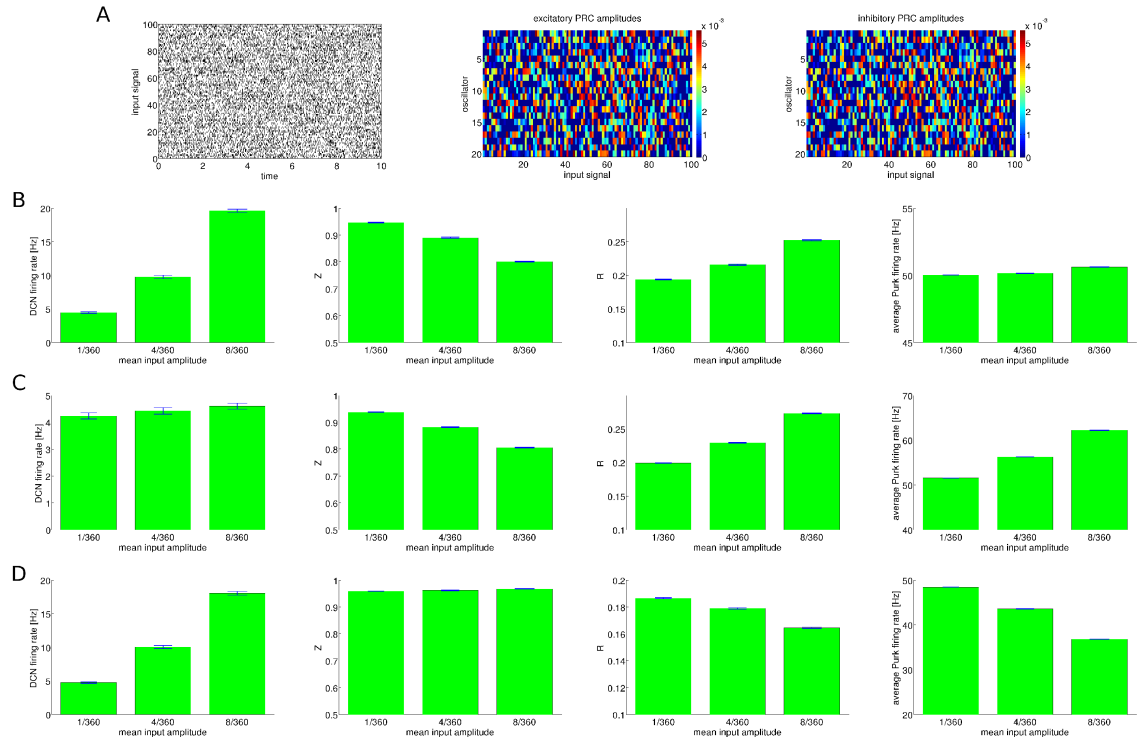 A
excitatory PRC amplitudes
inhibitory PRC amplitudes
x 10⁻³
x 10⁻³
100
80
60
40
20
0
input signal
0 2 4 6 8 10
time
5
10
15
20
oscillator
20 40 60 80 100
input signal
5
4
3
2
1
0
5
10
15
20
oscillator
20 40 60 80 100
input signal
5
4
3
2
1
0
B
20
15
10
5
0
DCN firing rate [Hz]
1/360 4/360 8/360
mean input amplitude
1
0.9
0.8
0.7
0.6
0.5
Z
1/360 4/360 8/360
mean input amplitude
0.25
0.2
0.15
0.1
R
1/360 4/360 8/360
mean input amplitude
55
50
45
average Purk firing rate [Hz]
1/360 4/360 8/360
mean input amplitude
C
5
4
3
2
1
0
DCN firing rate [Hz]
1/360 4/360 8/360
mean input amplitude
1
0.9
0.8
0.7
0.6
0.5
Z
1/360 4/360 8/360
mean input amplitude
0.25
0.2
0.15
0.1
R
1/360 4/360 8/360
mean input amplitude
70
60
50
40
average Purk firing rate [Hz]
1/360 4/360 8/360
mean input amplitude
D
20
15
10
5
0
DCN firing rate [Hz]
1/360 4/360 8/360
mean input amplitude
1
0.9
0.8
0.7
0.6
0.5
Z
1/360 4/360 8/360
mean input amplitude
0.2
0.18
0.16
0.14
0.12
0.1
R
1/360 4/360 8/360
mean input amplitude
50
40
30
20
average Purk firing rate [Hz]
1/360 4/360 8/360
mean input amplitude